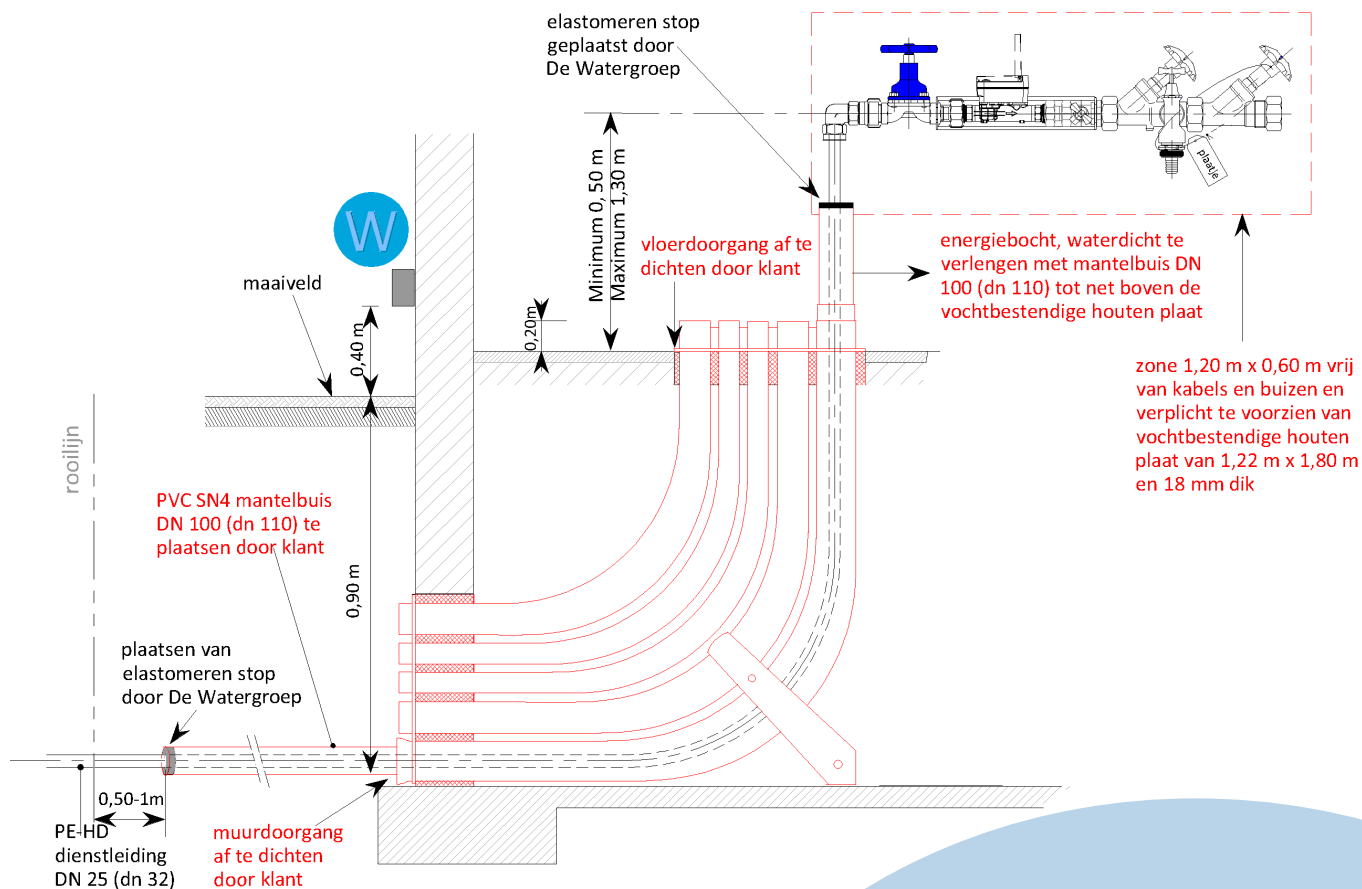 elastomeren stop
geplaatst door
De Watergroep
plaatje
W
Minimum 0,50 m
Maximum 1,30 m
vloerdoorgang af te
dichten door klant
energiebocht, waterdicht te
verlengen met mantelbuis DN
100 (dn 110) tot net boven de
vochtbestendige houten plaat
maaiveld
0,40 m
0,20m
zone 1,20 m x 0,60 m vrij
van kabels en buizen en
verplicht te voorzien van
vochtbestendige houten
plaat van 1,22 m x 1,80 m
en 18 mm dik
rooilijn
PVC SN4 mantelbuis
DN 100 (dn 110) te
plaatsen door klant
0,90 m
plaatsen van
elastomeren stop
door De Watergroep
0,50-1m
PE-HD
dienstleiding
DN 25 (dn 32)
muurdoorgang
af te dichten
door klant